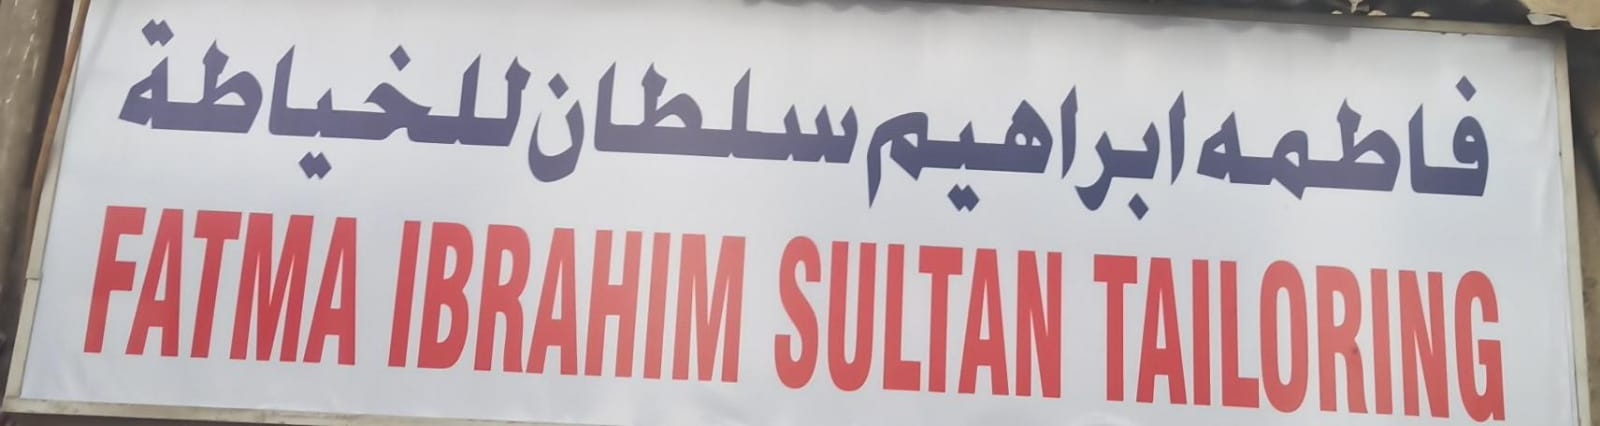 فاطمه ابراهيم سلطان للخياطة
FATMA IBRAHIM SULTAN TAILORING